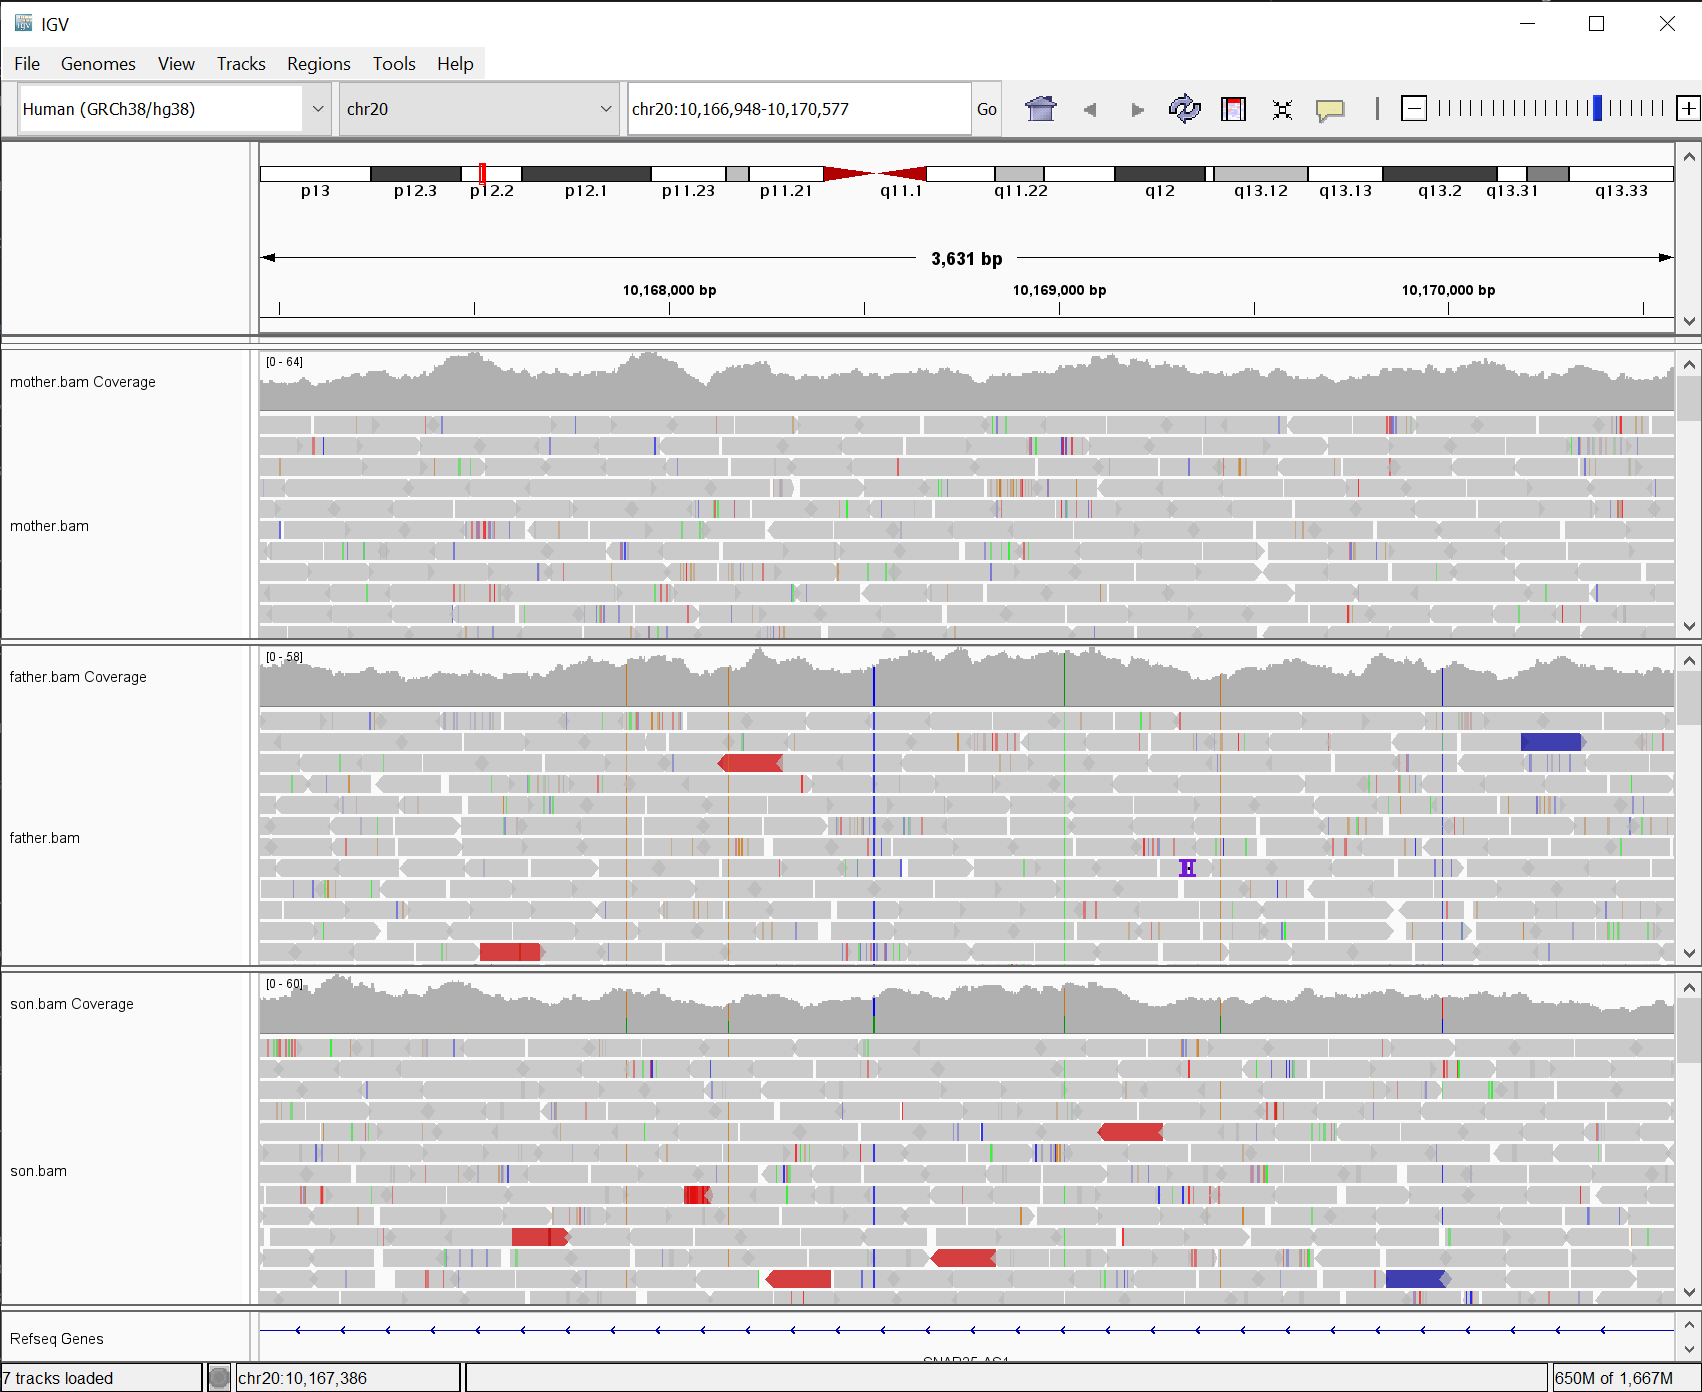 IGV
File Genomes View Tracks Regions Tools Help
Human (GRCh38/hg38) chr20 chr20:10,166,948-10,170,577 Go
p13 p12.3 p12.2 p12.1 p11.23 p11.21 q11.1 q11.22 q12 q13.12 q13.13 q13.2 q13.31 q13.33
3,631 bp
10,168,000 bp 10,169,000 bp 10,170,000 bp
[0 - 64]
mother.bam Coverage
mother.bam
[0 - 58]
father.bam Coverage
father.bam
[0 - 60]
son.bam Coverage
son.bam
Refseq Genes
SNAP25-AS1
7 tracks loaded chr20:10,167,386 650M of 1,667M